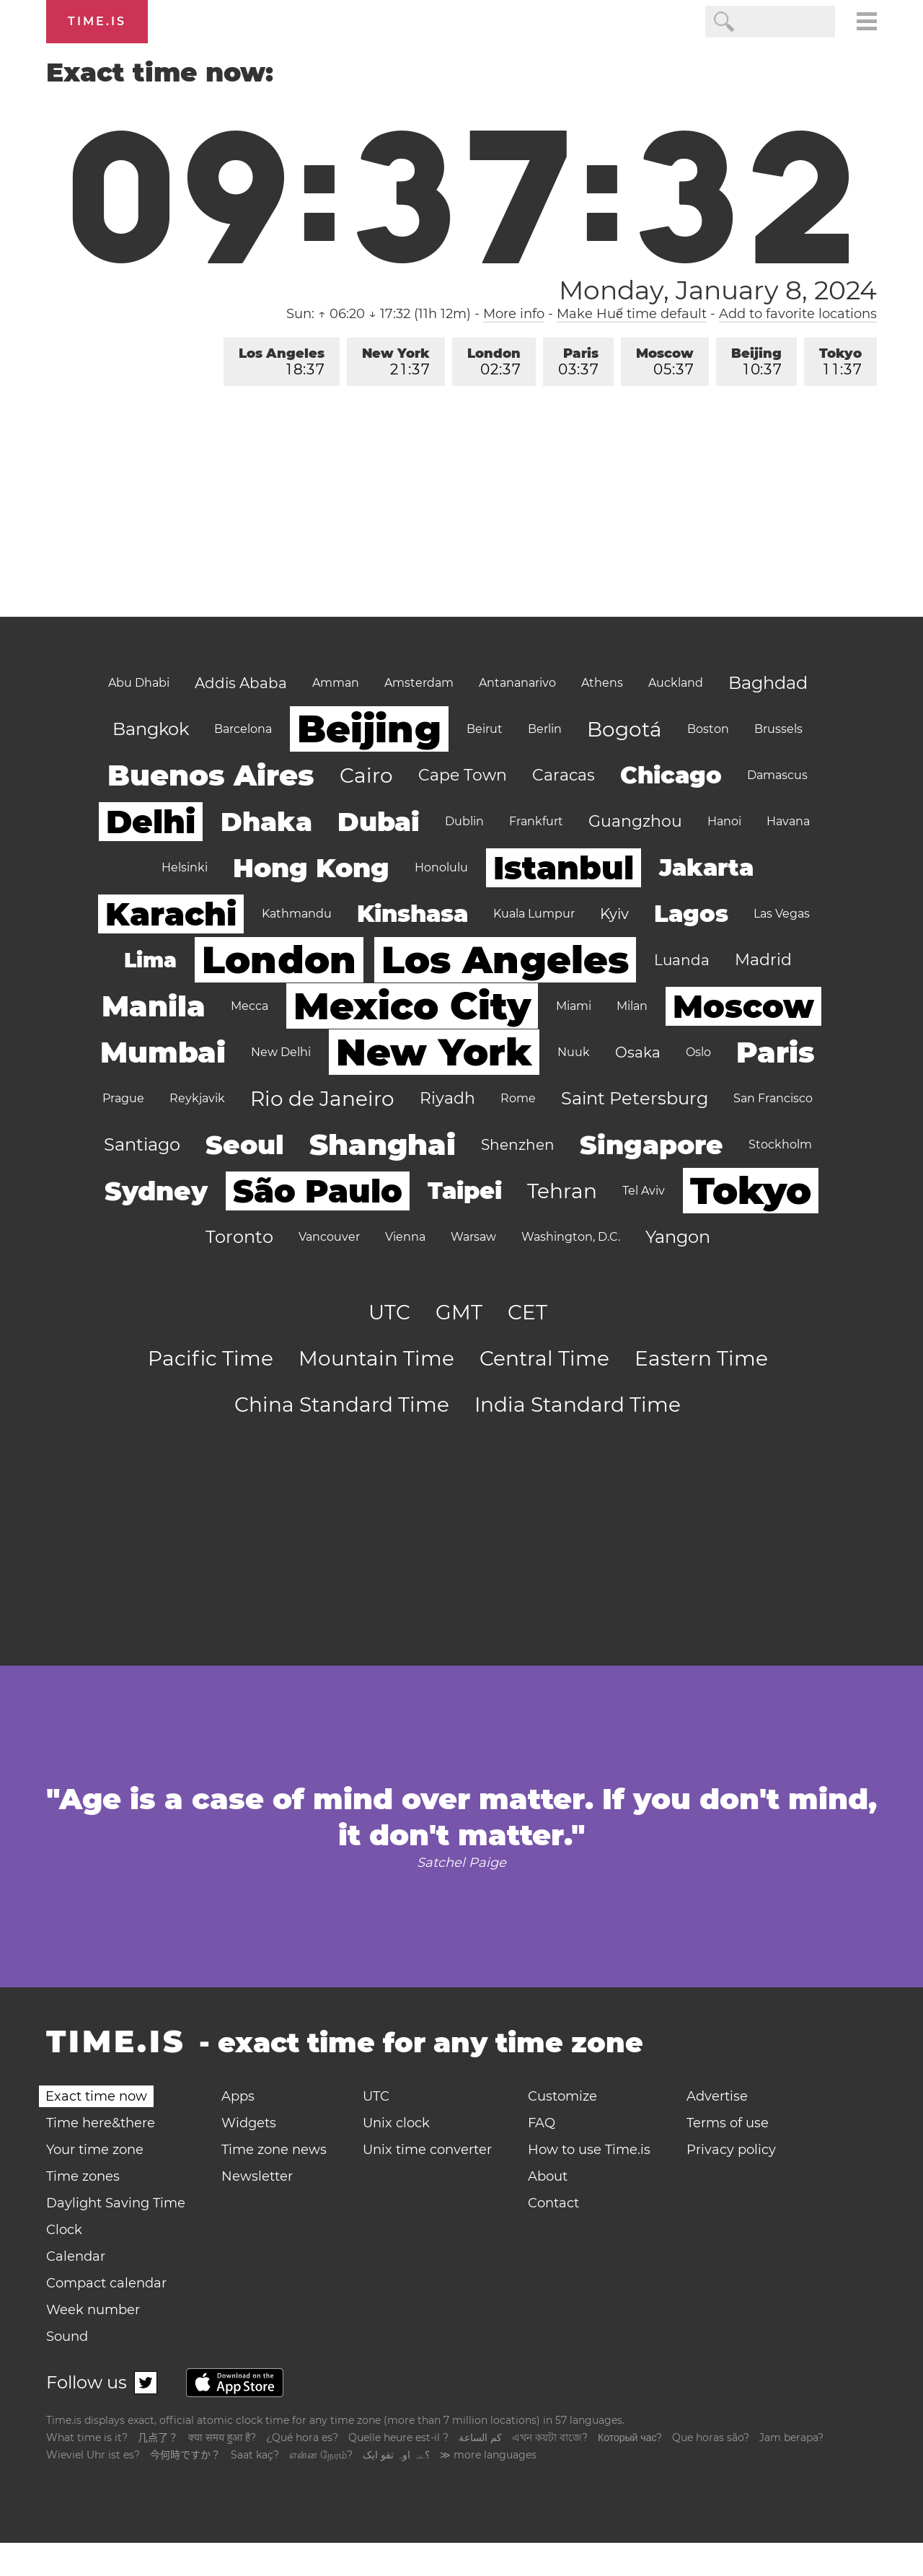 TIME.IS
Exact time now:
09:37:32
Monday, January 8, 2024
Sun: ↑ 06:20 ↓ 17:32 (11h 12m) - More info - Make Huế time default - Add to favorite locations
Los Angeles New York London Paris Moscow Beijing Tokyo
18:37 21:37 02:37 03:37 05:37 10:37 11:37
Abu Dhabi Addis Ababa Amman Amsterdam Antananarivo Athens Auckland Baghdad
Bangkok Barcelona Beijing Beirut Berlin Bogotá Boston Brussels
Buenos Aires Cairo Cape Town Caracas Chicago Damascus
Delhi Dhaka Dubai Dublin Frankfurt Guangzhou Hanoi Havana
Helsinki Hong Kong Honolulu Istanbul Jakarta
Karachi Kathmandu Kinshasa Kuala Lumpur Kyiv Lagos Las Vegas
Lima London Los Angeles Luanda Madrid
Manila Mecca Mexico City Miami Milan Moscow
Mumbai New Delhi New York Nuuk Osaka Oslo Paris
Prague Reykjavik Rio de Janeiro Riyadh Rome Saint Petersburg San Francisco
Santiago Seoul Shanghai Shenzhen Singapore Stockholm
Sydney São Paulo Taipei Tehran Tel Aviv Tokyo
Toronto Vancouver Vienna Warsaw Washington, D.C. Yangon
UTC GMT CET
Pacific Time Mountain Time Central Time Eastern Time
China Standard Time India Standard Time
"Age is a case of mind over matter. If you don't mind,
it don't matter."
Satchel Paige
TIME.IS - exact time for any time zone
Exact time now
Time here&there
Your time zone
Time zones
Daylight Saving Time
Clock
Calendar
Compact calendar
Week number
Sound
Apps
Widgets
Time zone news
Newsletter
UTC
Unix clock
Unix time converter
Customize
FAQ
How to use Time.is
About
Contact
Advertise
Terms of use
Privacy policy
Follow us
Download on the
App Store
Time.is displays exact, official atomic clock time for any time zone (more than 7 million locations) in 57 languages.
What time is it? 几点了？ क्या समय हुआ है? ¿Qué hora es? Quelle heure est-il ? كم الساعة এখন কয়টা বাজে? Который час? Que horas são? Jam berapa?
Wieviel Uhr ist es? 今何時ですか？ Saat kaç? என்ன நேரம்? ≫ more languages